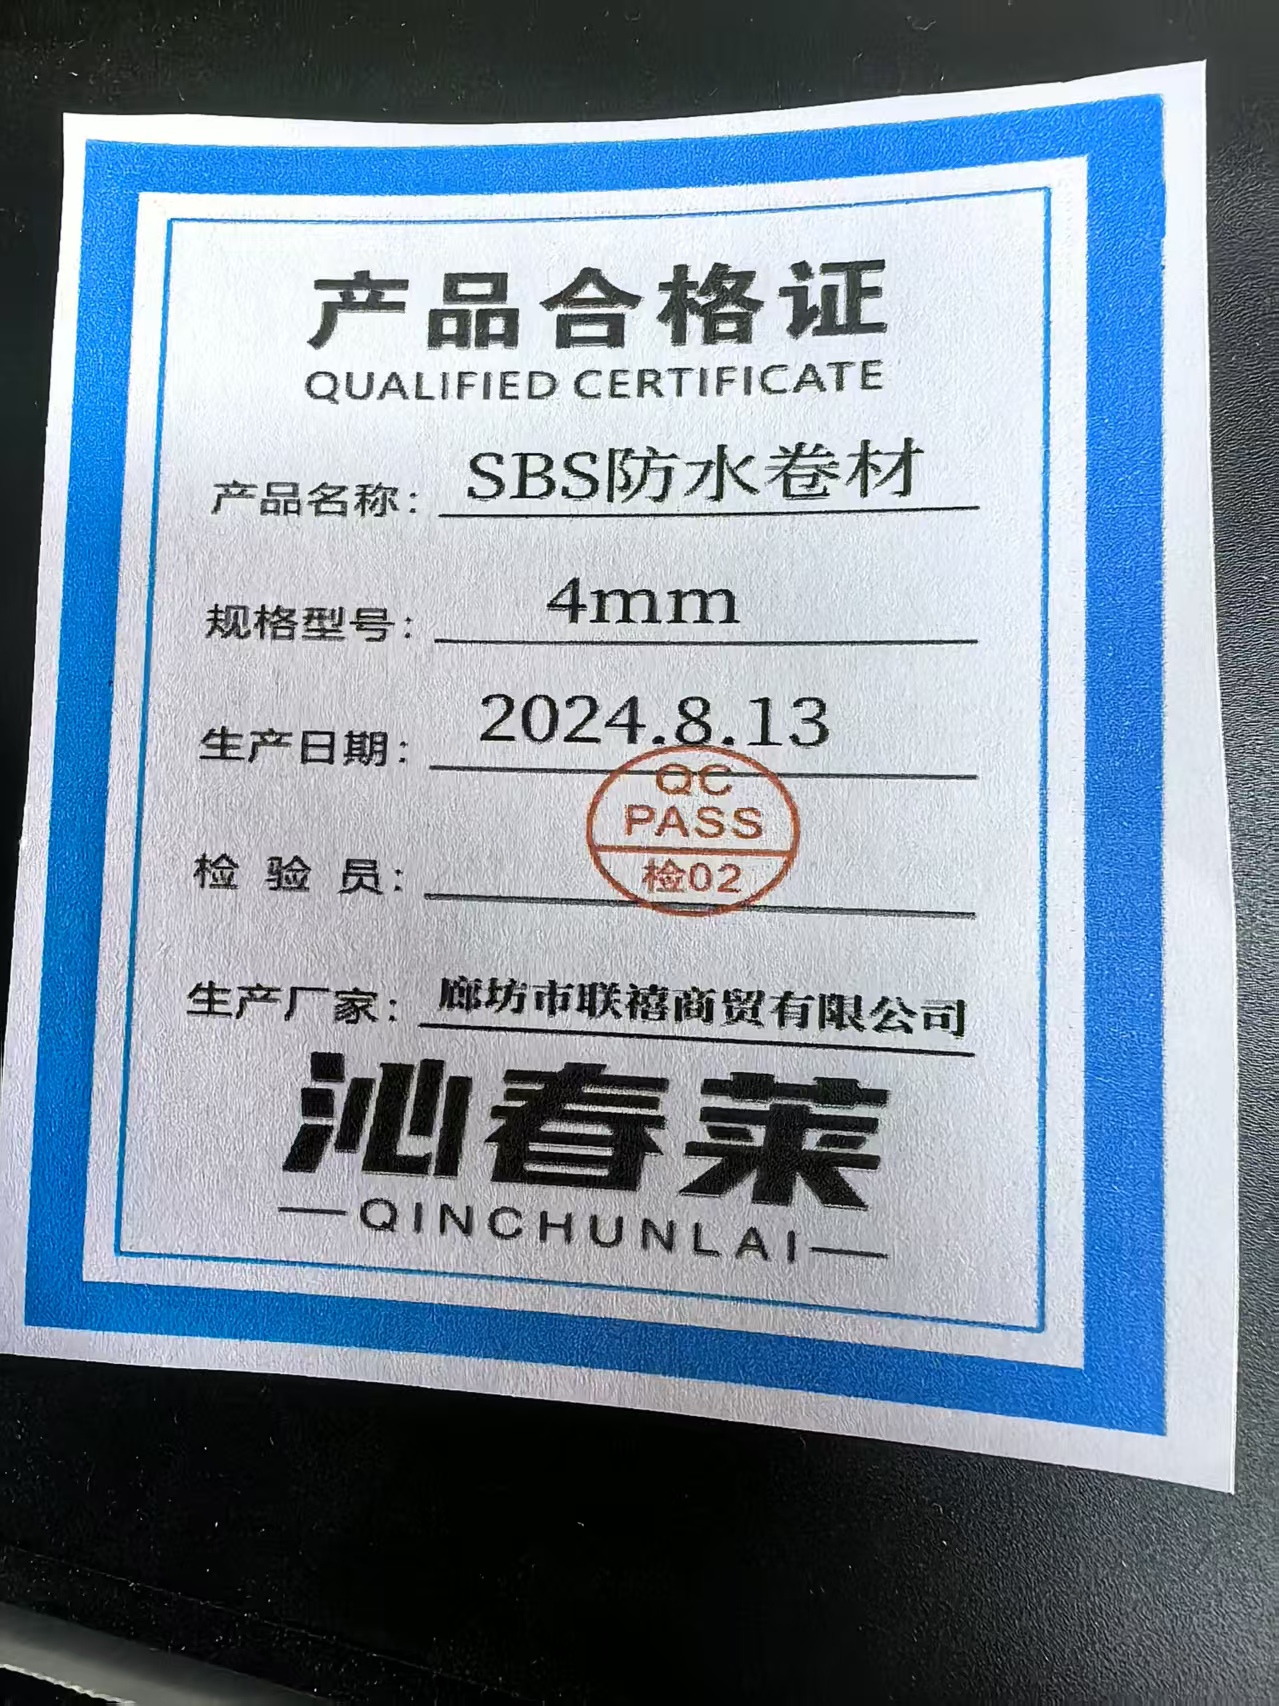 产品合格证
QUALIFIED CERTIFICATE
产品名称：SBS防水卷材
规格型号：4mm
生产日期：2024.8.13
QC
PASS
检验员：检02
生产厂家：廊坊市联禧商贸有限公司
沁春莱
—QINCHUNLAI—